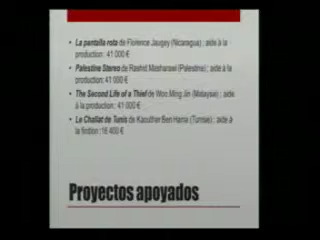 • La pantalla rota de Florence Jaugey (Nicaragua) ; aide à la
production : 41 000 €
• Palestine Stereo de Rashid Masharawi (Palestine) ; aide à la
production : 41 000 €
• The Second Life of a Thief de Woo Ming Jin (Malaysie) ; aide
à la production : 41 000 €
• Le Challat de Tunis de Kaouther Ben Hania (Tunisie) ; aide à
la finition : 16 400 €
Proyectos apoyados